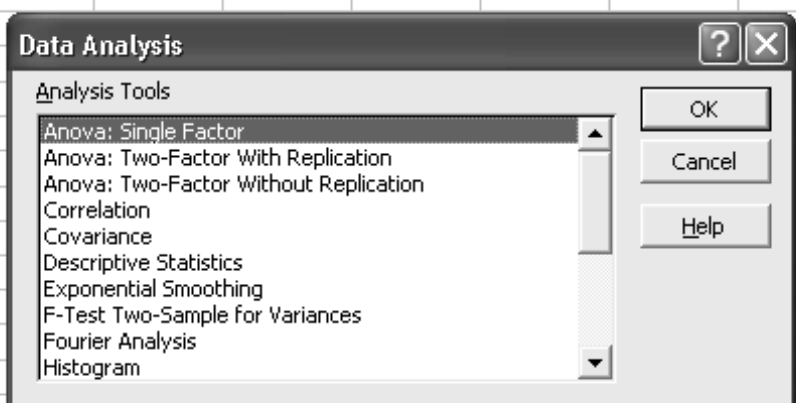 Data Analysis
Analysis Tools
Anova: Single Factor
Anova: Two-Factor With Replication
Anova: Two-Factor Without Replication
Correlation
Covariance
Descriptive Statistics
Exponential Smoothing
F-Test Two-Sample for Variances
Fourier Analysis
Histogram
OK
Cancel
Help